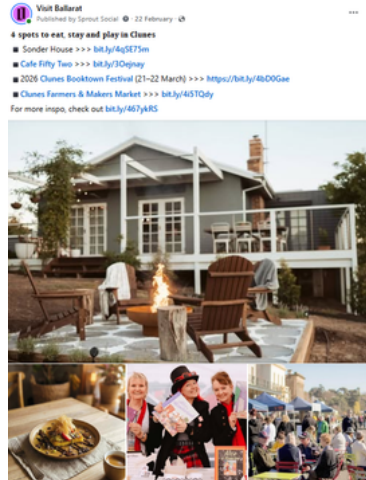 Visit Ballarat
Published by Sprout Social · 22 February ·
4 spots to eat, stay and play in Clunes
■ Sonder House >>> bit.ly/4qSE75m
■ Cafe Fifty Two >>> bit.ly/3Oejnay
■ 2026 Clunes Booktown Festival (21–22 March) >>> https://bit.ly/4bD0Gae
■ Clunes Farmers & Makers Market >>> bit.ly/4i5TQdy
For more inspo, check out bit.ly/467ykRS